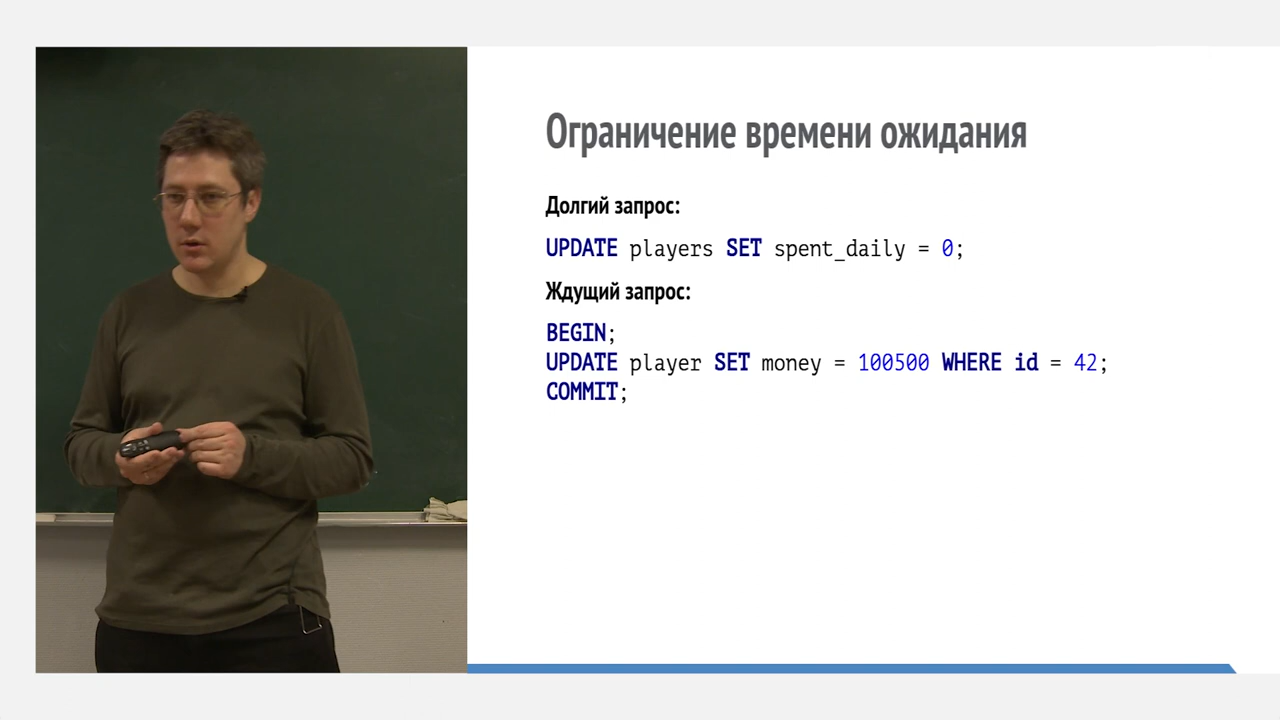 Ограничение времени ожидания
Долгий запрос:
UPDATE players SET spent_daily = 0;
Ждущий запрос:
BEGIN;
UPDATE player SET money = 100500 WHERE id = 42;
COMMIT;